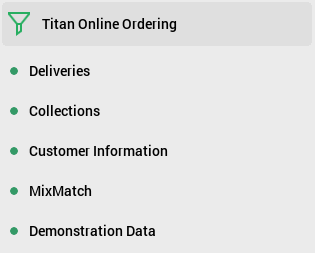 Titan Online Ordering
Deliveries
Collections
Customer Information
MixMatch
Demonstration Data